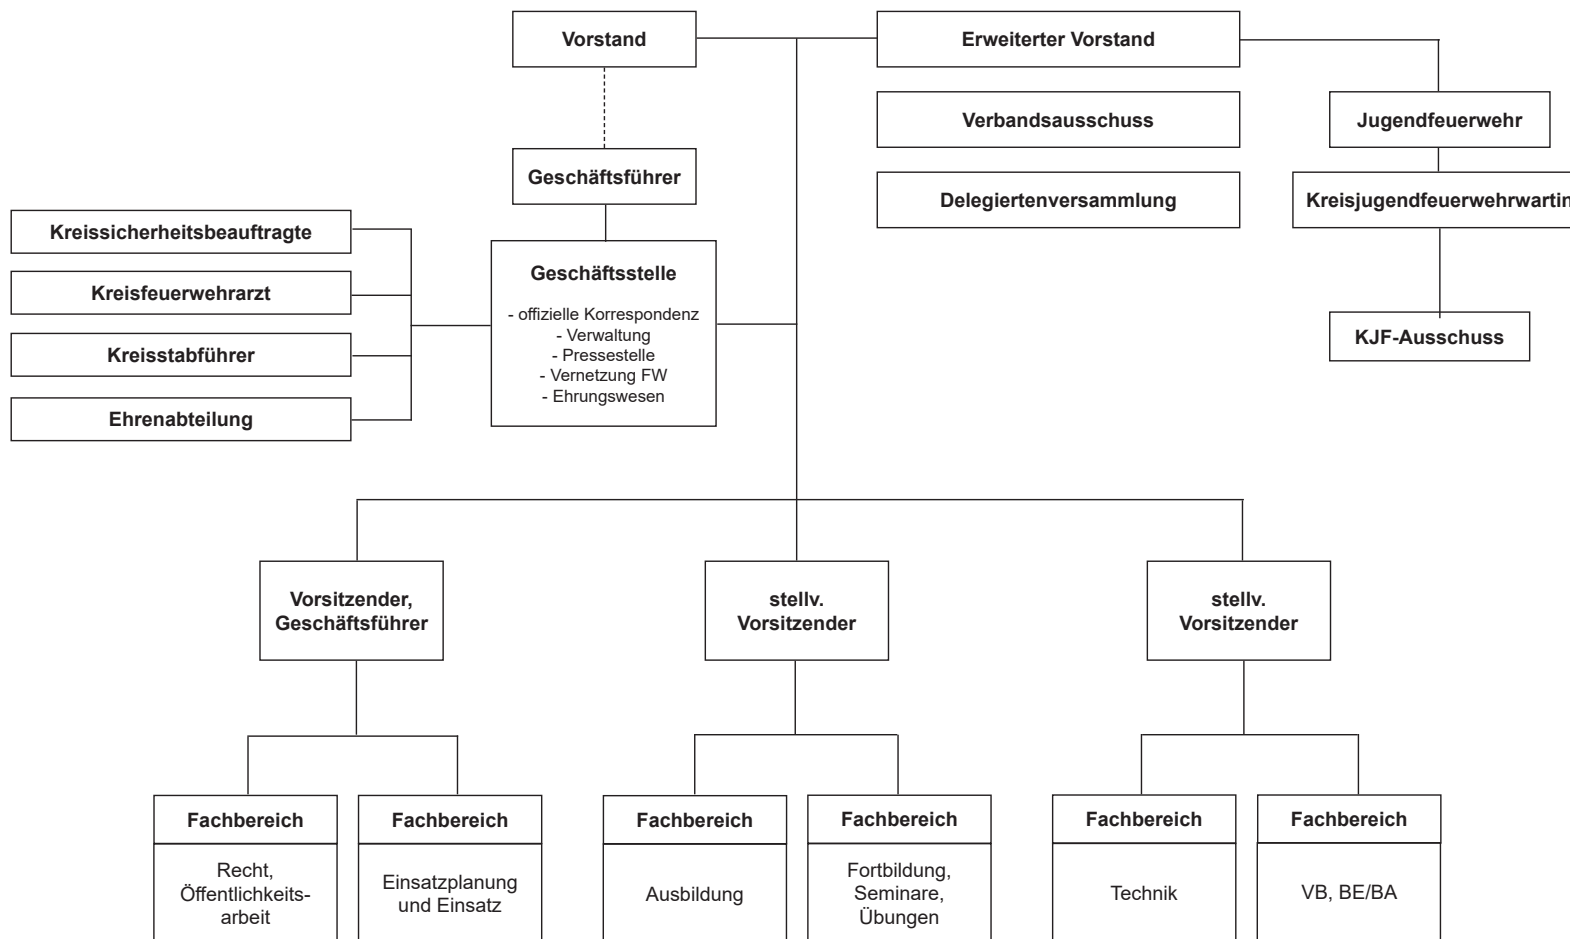 Vorstand
Erweiterter Vorstand
Verbandsausschuss
Jugendfeuerwehr
Geschäftsführer
Delegiertenversammlung
Kreisjugendfeuerwehrwartin
Kreissicherheitsbeauftragte
Kreisfeuerwehrarzt
Kreisstabführer
Ehrenabteilung
Geschäftsstelle
- offizielle Korrespondenz
- Verwaltung
- Pressestelle
- Vernetzung FW
- Ehrungswesen
KJF-Ausschuss
Vorsitzender,
Geschäftsführer
stellv.
Vorsitzender
stellv.
Vorsitzender
Fachbereich
Recht,
Öffentlichkeits-
arbeit
Fachbereich
Einsatzplanung
und Einsatz
Fachbereich
Ausbildung
Fachbereich
Fortbildung,
Seminare,
Übungen
Fachbereich
Technik
Fachbereich
VB, BE/BA